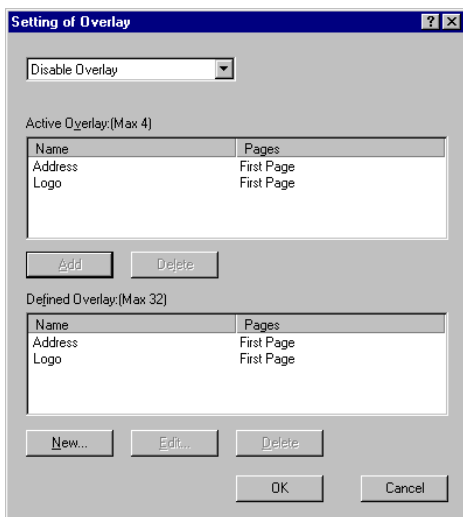 Setting of Overlay
Disable Overlay
Active Overlay:(Max 4)
Name Pages
Address First Page
Logo First Page
Add Delete
Defined Overlay:(Max 32)
Name Pages
Address First Page
Logo First Page
New... Edit... Delete
OK Cancel